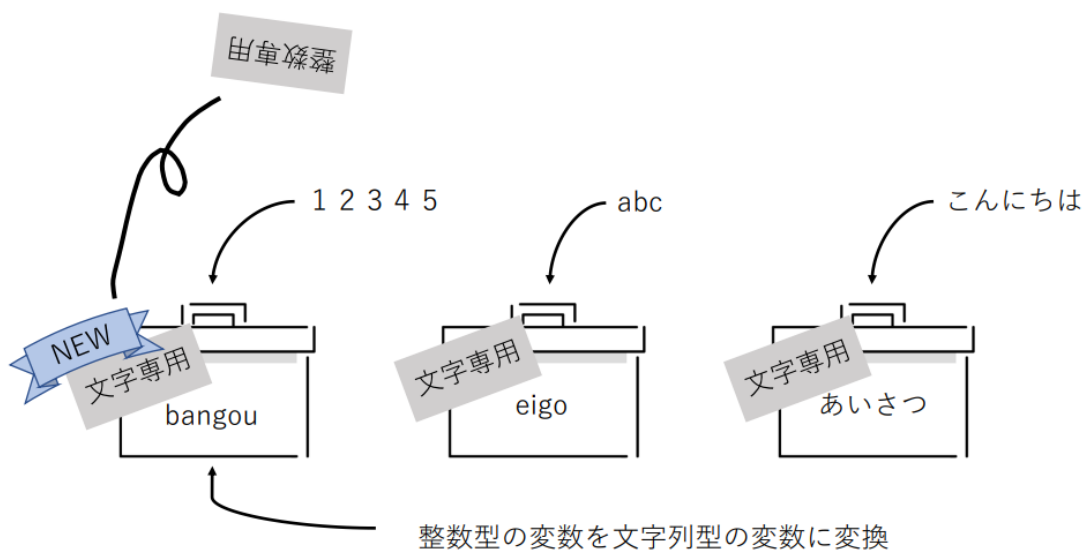 整数専用
１２３４５
abc
こんにちは
NEW
文字専用
bangou
文字専用
eigo
文字専用
あいさつ
整数型の変数を文字列型の変数に変換